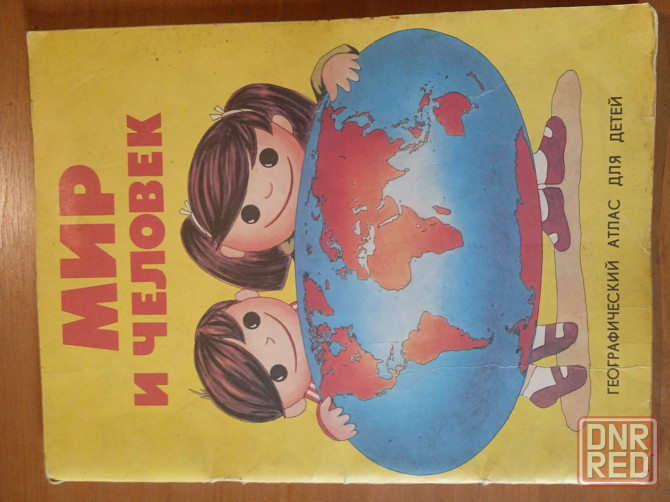 МИР
И ЧЕЛОВЕК
ГЕОГРАФИЧЕСКИЙ АТЛАС ДЛЯ ДЕТЕЙ
DNR
RED